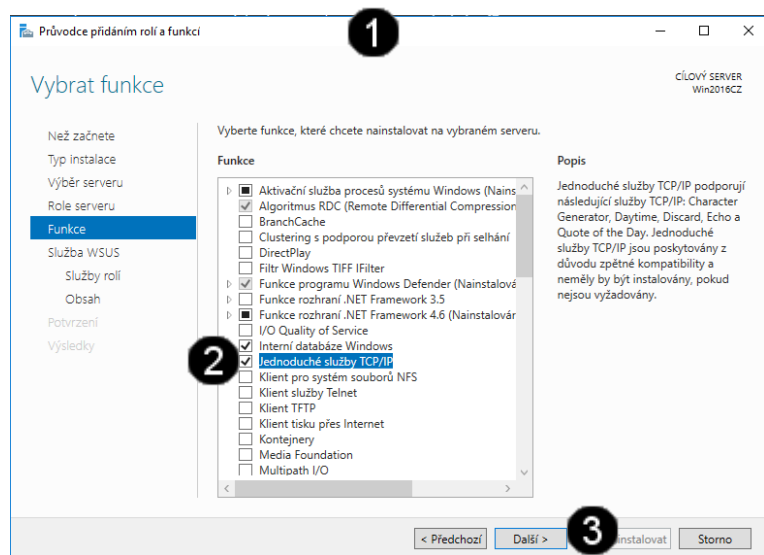 Průvodce přidáním rolí a funkcí
1
Vybrat funkce
CÍLOVÝ SERVER
Win2016CZ
Než začnete
Typ instalace
Výběr serveru
Role serveru
Funkce
Služba WSUS
Služby rolí
Obsah
Potvrzení
Výsledky
Vyberte funkce, které chcete nainstalovat na vybraném serveru.
Funkce
Aktivační služba procesů systému Windows (Nains
Algoritmus RDC (Remote Differential Compression
BranchCache
Clustering s podporou převzetí služeb při selhání
DirectPlay
Filtr Windows TIFF IFilter
Funkce programu Windows Defender (Nainstalová
Funkce rozhraní .NET Framework 3.5
Funkce rozhraní .NET Framework 4.6 (Nainstalován
I/O Quality of Service
Interní databáze Windows
2
Jednoduché služby TCP/IP
Klient pro systém souborů NFS
Klient služby Telnet
Klient TFTP
Klient tisku přes Internet
Kontejnery
Media Foundation
Multipath I/O
Popis
Jednoduché služby TCP/IP podporují
následující služby TCP/IP: Character
Generator, Daytime, Discard, Echo a
Quote of the Day. Jednoduché
služby TCP/IP jsou poskytovány z
důvodu zpětné kompatibility a
neměly by být instalovány, pokud
nejsou vyžadovány.
< Předchozí
Další >
3
instalovat
Storno